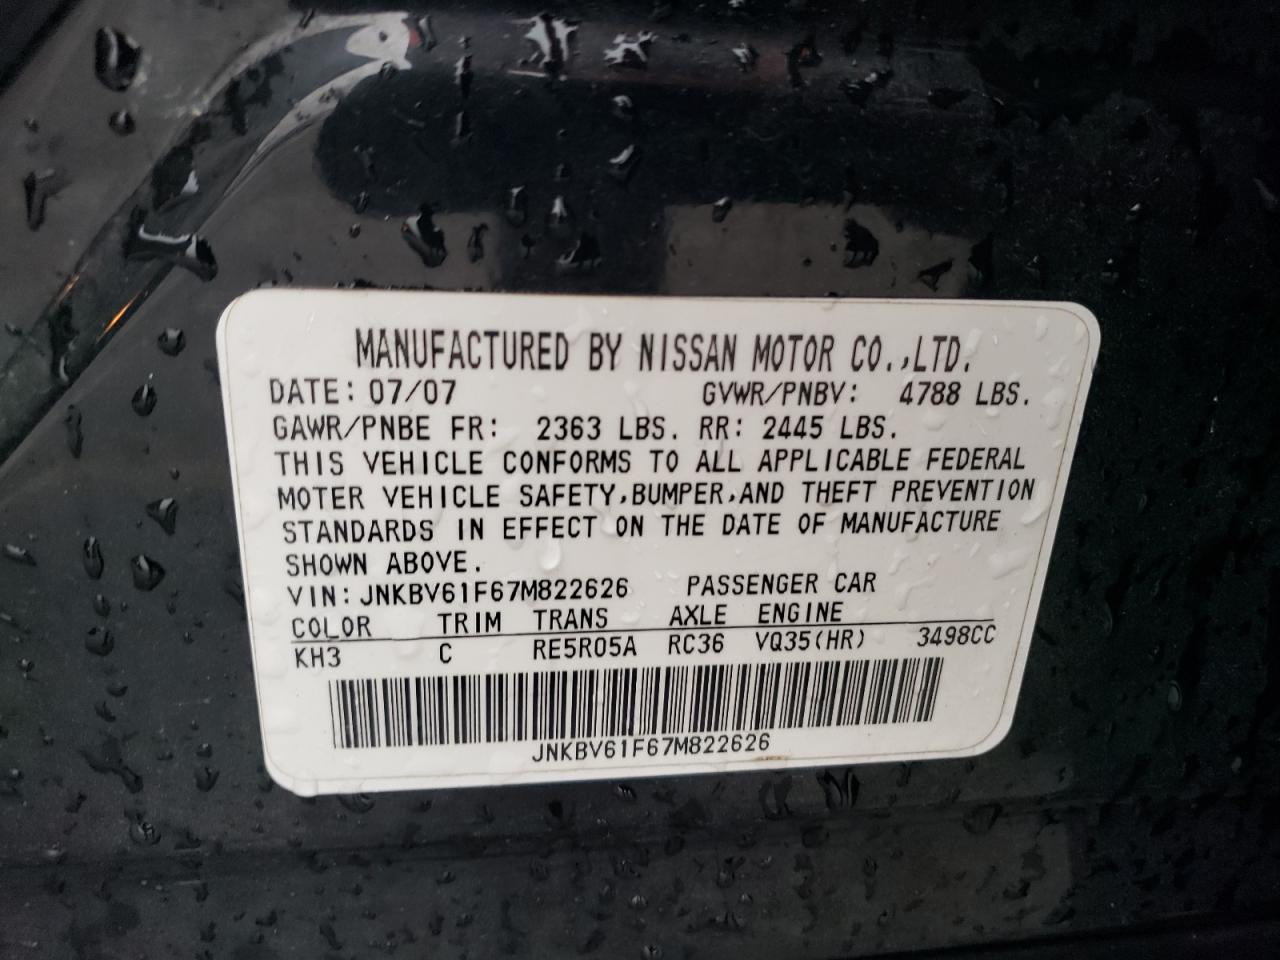 MANUFACTURED BY NISSAN MOTOR CO.,LTD.
DATE: 07/07 GVWR/PNBV: 4788 LBS.
GAWR/PNBE FR: 2363 LBS. RR: 2445 LBS.
THIS VEHICLE CONFORMS TO ALL APPLICABLE FEDERAL
MOTER VEHICLE SAFETY,BUMPER,AND THEFT PREVENTION
STANDARDS IN EFFECT ON THE DATE OF MANUFACTURE
SHOWN ABOVE.
VIN: JNKBV61F67M822626 PASSENGER CAR
COLOR TRIM TRANS AXLE ENGINE
KH3 C RE5R05A RC36 VQ35(HR) 3498CC
JNKBV61F67M822626